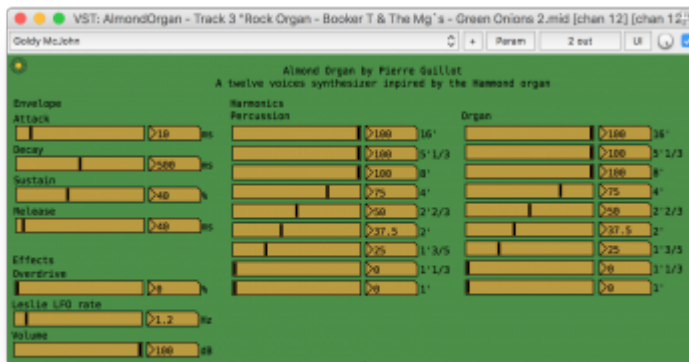 VST: AlmondOrgan - Track 3 "Rock Organ - Booker T & The Mg`s - Green Onions 2.mid [chan 12] [chan 12
Goldy McJohn + Param 2 out UI
Almond Organ by Pierre Guillot
A twelve voices synthesizer inpired by the Hammond organ
Envelope
Attack
10 ms
Decay
500 ms
Sustain
40 %
Release
40 ms
Effects
Overdrive
0 %
Leslie LFO rate
1.2 Hz
Volume
100 dB
Harmonics
Percussion
100 16'
100 5'1/3
100 8'
75 4'
50 2'2/3
37.5 2'
25 1'3/5
0 1'1/3
0 1'
Organ
100 16'
100 5'1/3
100 8'
75 4'
50 2'2/3
37.5 2'
25 1'3/5
0 1'1/3
0 1'